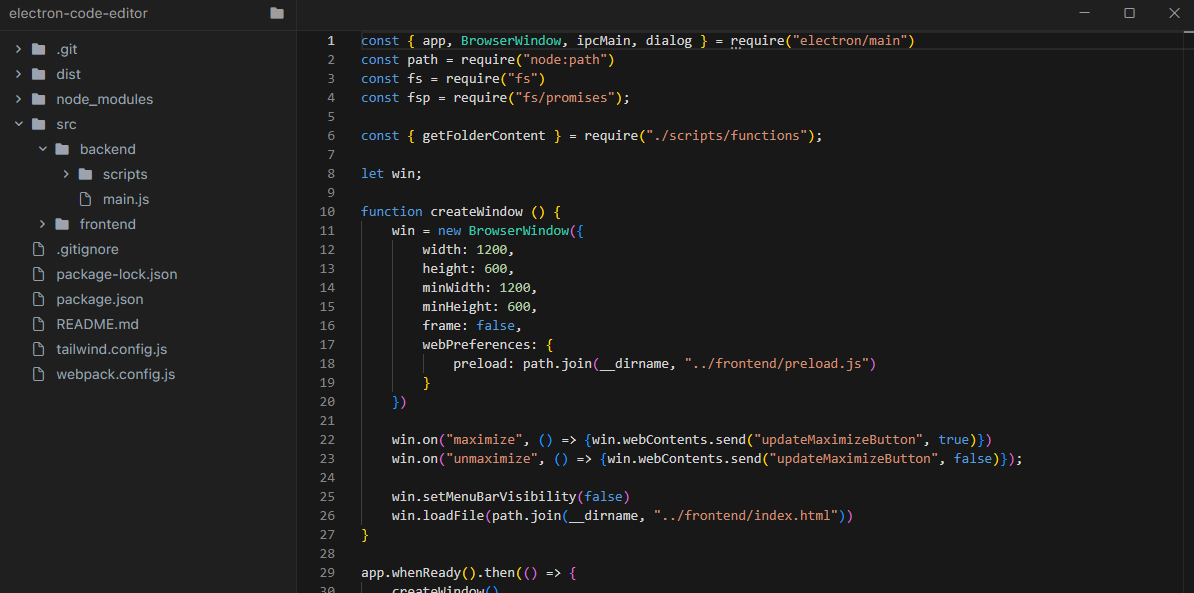 electron-code-editor
.git
dist
node_modules
src
backend
scripts
main.js
frontend
.gitignore
package-lock.json
package.json
README.md
tailwind.config.js
webpack.config.js
1 const { app, BrowserWindow, ipcMain, dialog } = require("electron/main")
2 const path = require("node:path")
3 const fs = require("fs")
4 const fsp = require("fs/promises");
5
6 const { getFolderContent } = require("./scripts/functions");
7
8 let win;
9
10 function createWindow () {
11     win = new BrowserWindow({
12         width: 1200,
13         height: 600,
14         minWidth: 1200,
15         minHeight: 600,
16         frame: false,
17         webPreferences: {
18             preload: path.join(__dirname, "../frontend/preload.js")
19         }
20     })
21
22     win.on("maximize", () => {win.webContents.send("updateMaximizeButton", true)})
23     win.on("unmaximize", () => {win.webContents.send("updateMaximizeButton", false)});
24
25     win.setMenuBarVisibility(false)
26     win.loadFile(path.join(__dirname, "../frontend/index.html"))
27 }
28
29 app.whenReady().then(() => {
30     createWindow()